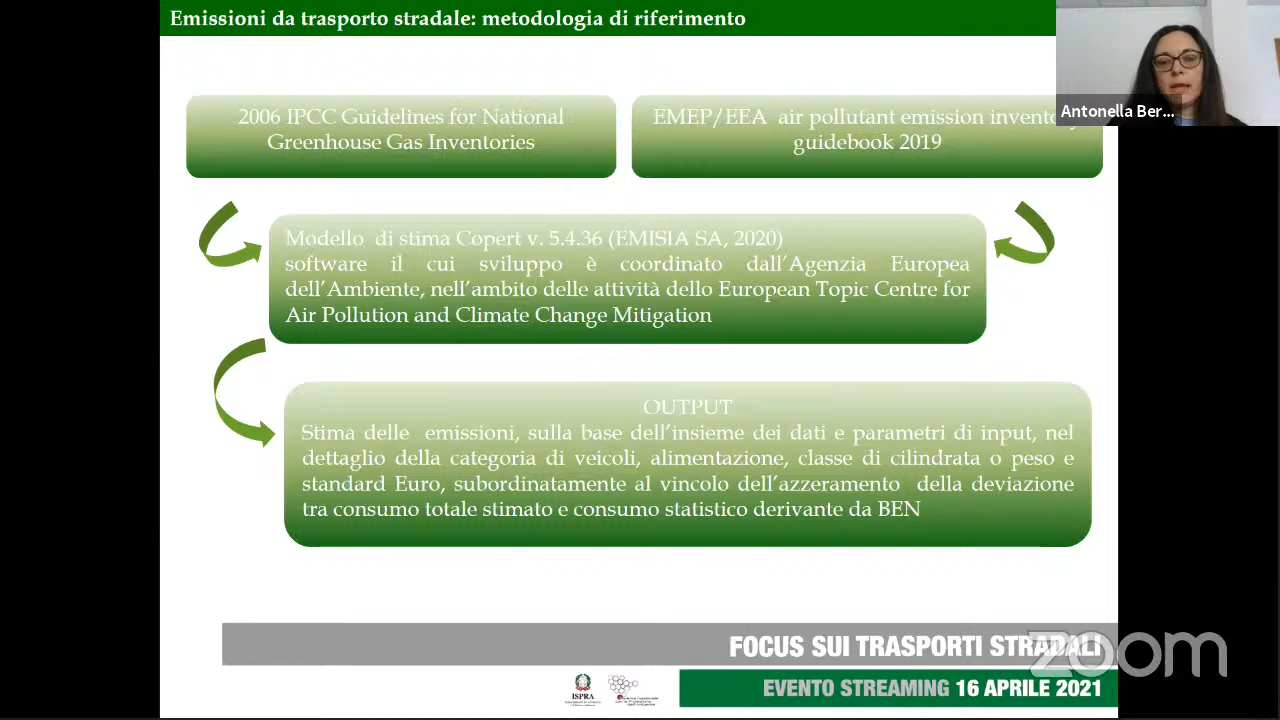 Emissioni da trasporto stradale: metodologia di riferimento
Antonella Ber...
2006 IPCC Guidelines for National
Greenhouse Gas Inventories
EMEP/EEA air pollutant emission inventory
guidebook 2019
Modello di stima Copert v. 5.4.36 (EMISIA SA, 2020)
software il cui sviluppo è coordinato dall'Agenzia Europea
dell'Ambiente, nell'ambito delle attività dello European Topic Centre for
Air Pollution and Climate Change Mitigation
OUTPUT
Stima delle emissioni, sulla base dell'insieme dei dati e parametri di input, nel
dettaglio della categoria di veicoli, alimentazione, classe di cilindrata o peso e
standard Euro, subordinatamente al vincolo dell'azzeramento della deviazione
tra consumo totale stimato e consumo statistico derivante da BEN
FOCUS SUI TRASPORTI STRADALI
zoom
ISPRA
EVENTO STREAMING 16 APRILE 2021